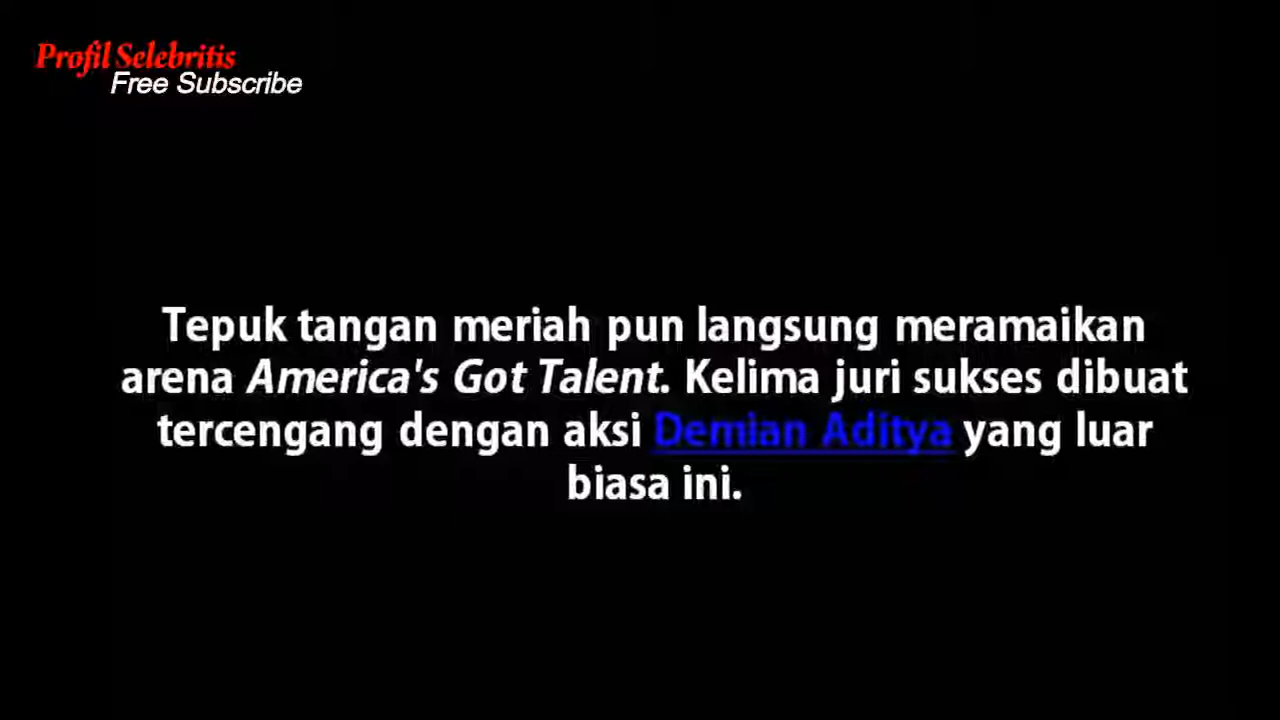 Profil Selebritis
Free Subscribe
Tepuk tangan meriah pun langsung meramaikan
arena America's Got Talent. Kelima juri sukses dibuat
tercengang dengan aksi Demian Aditya yang luar
biasa ini.